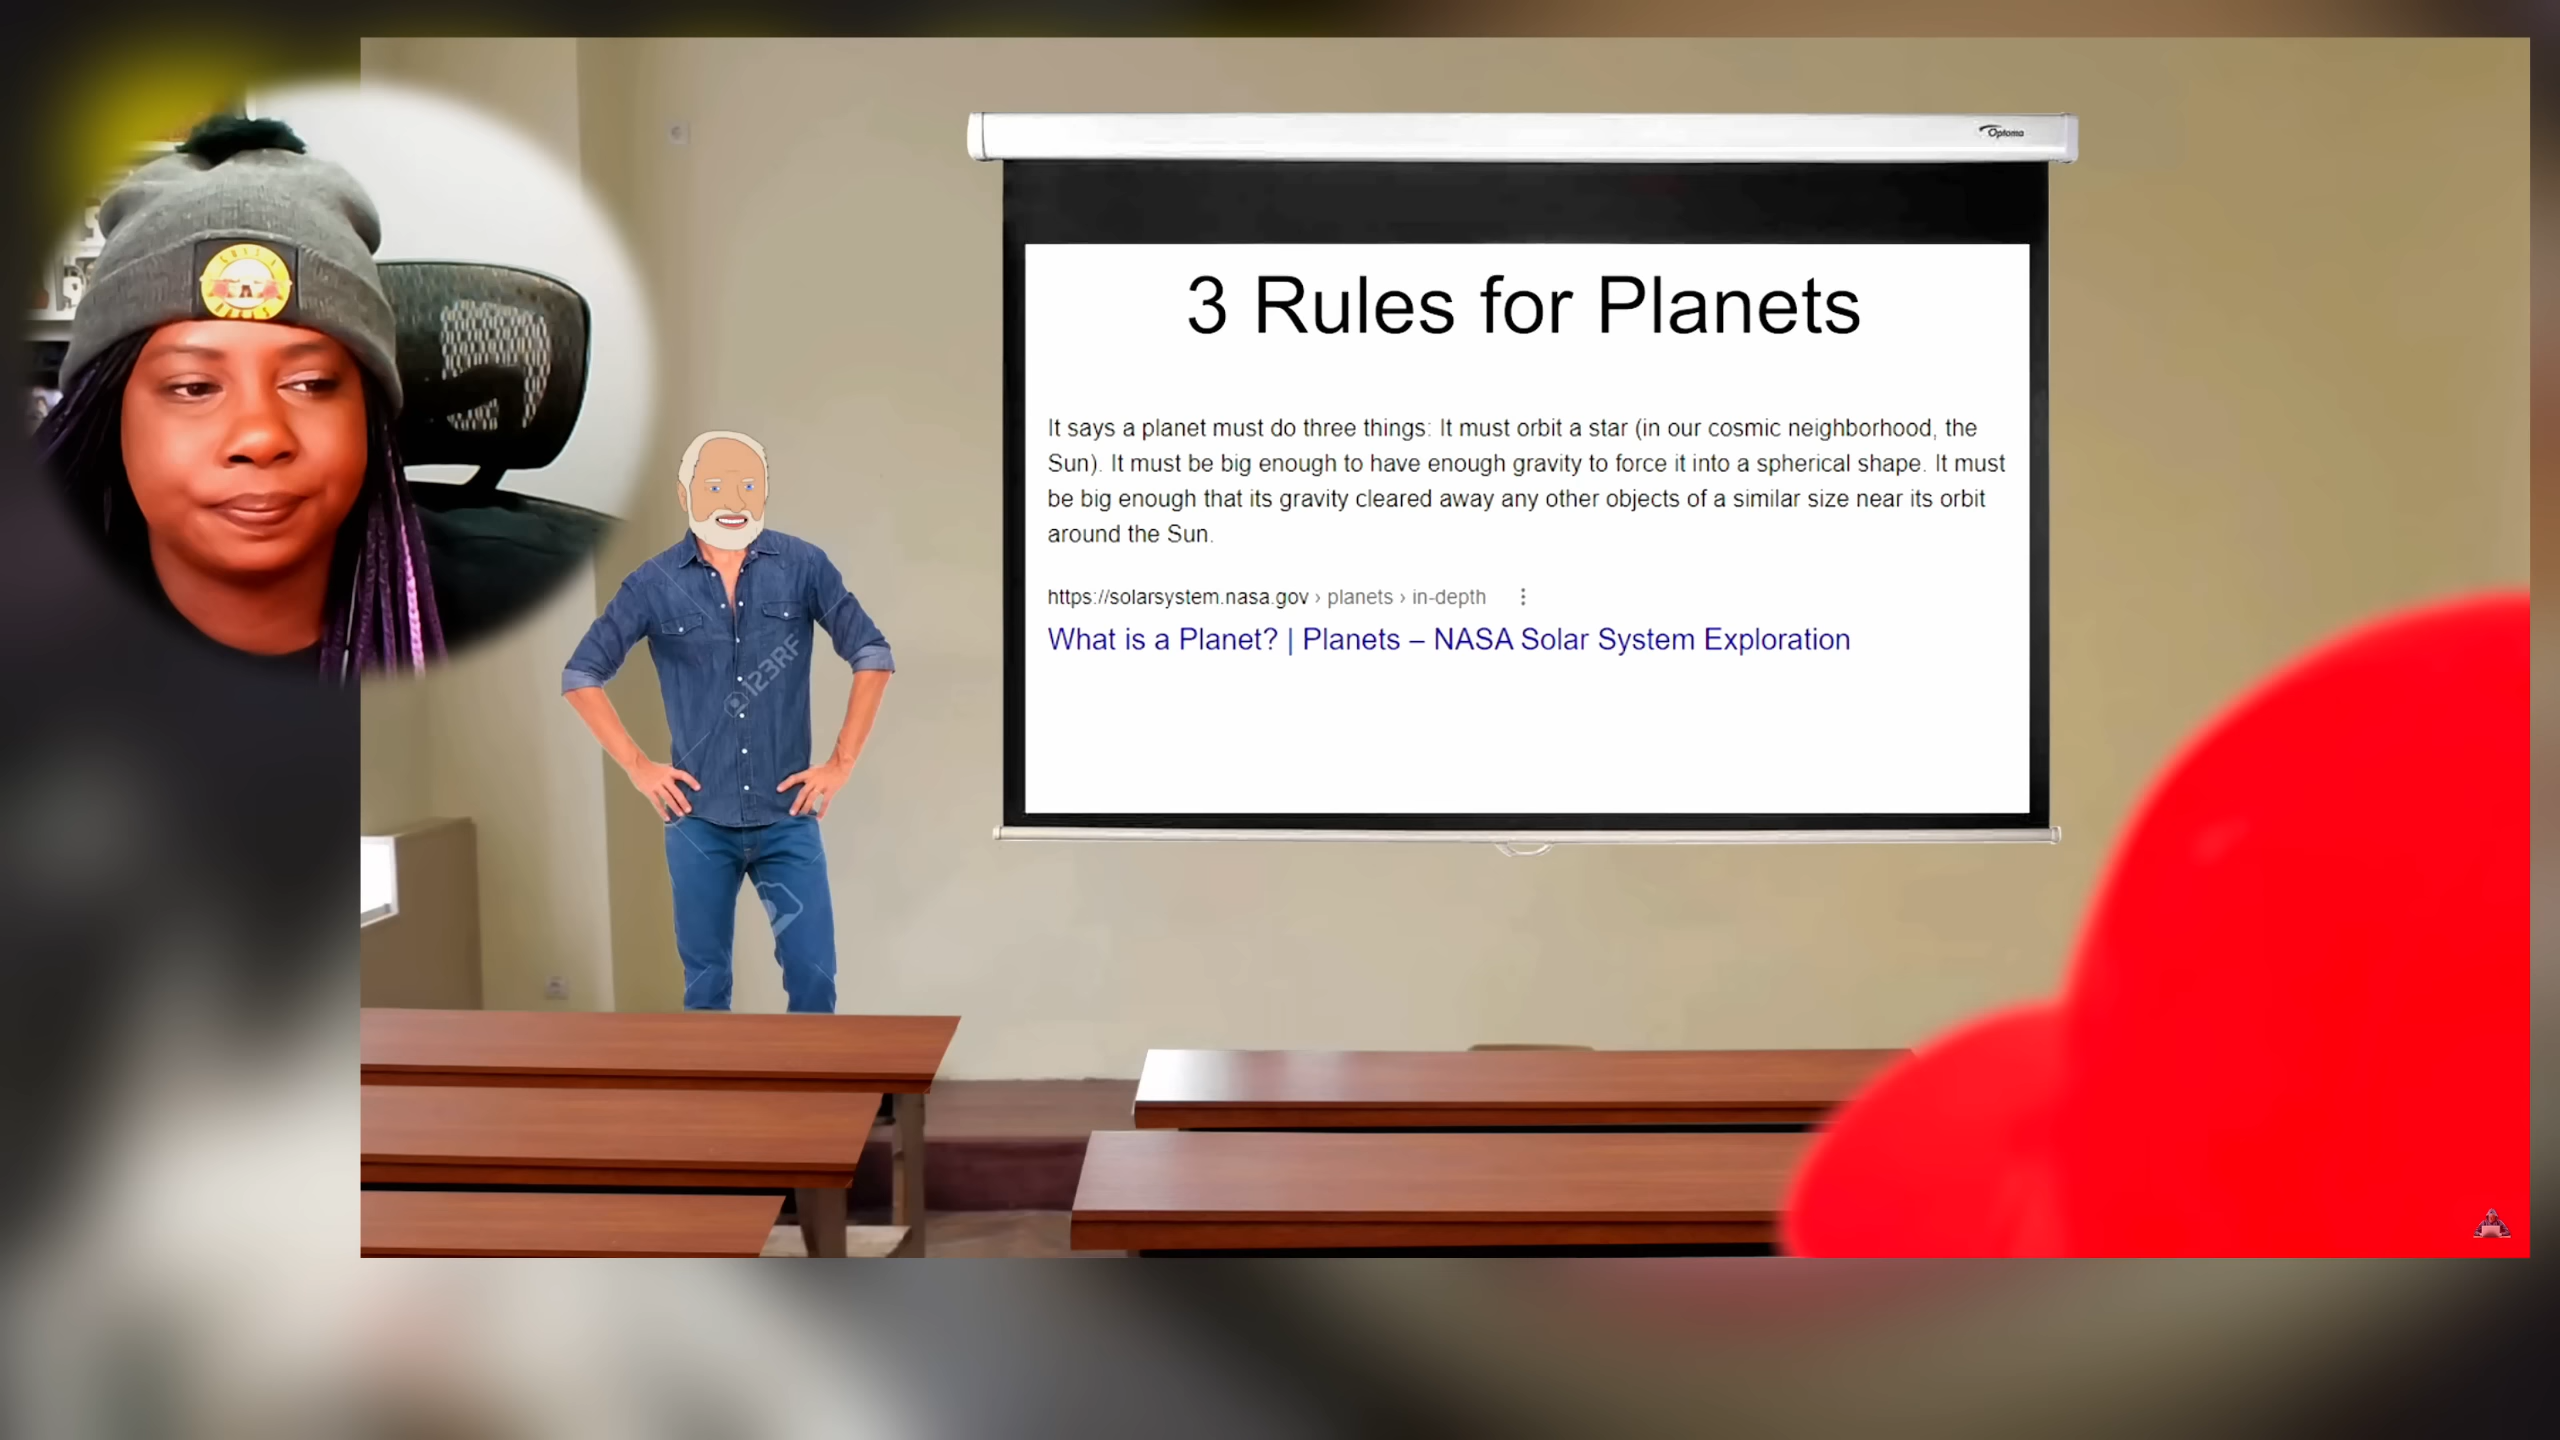 Optoma
3 Rules for Planets
It says a planet must do three things: It must orbit a star (in our cosmic neighborhood, the
Sun). It must be big enough to have enough gravity to force it into a spherical shape. It must
be big enough that its gravity cleared away any other objects of a similar size near its orbit
around the Sun.
https://solarsystem.nasa.gov › planets › in-depth
What is a Planet? | Planets – NASA Solar System Exploration
123RF